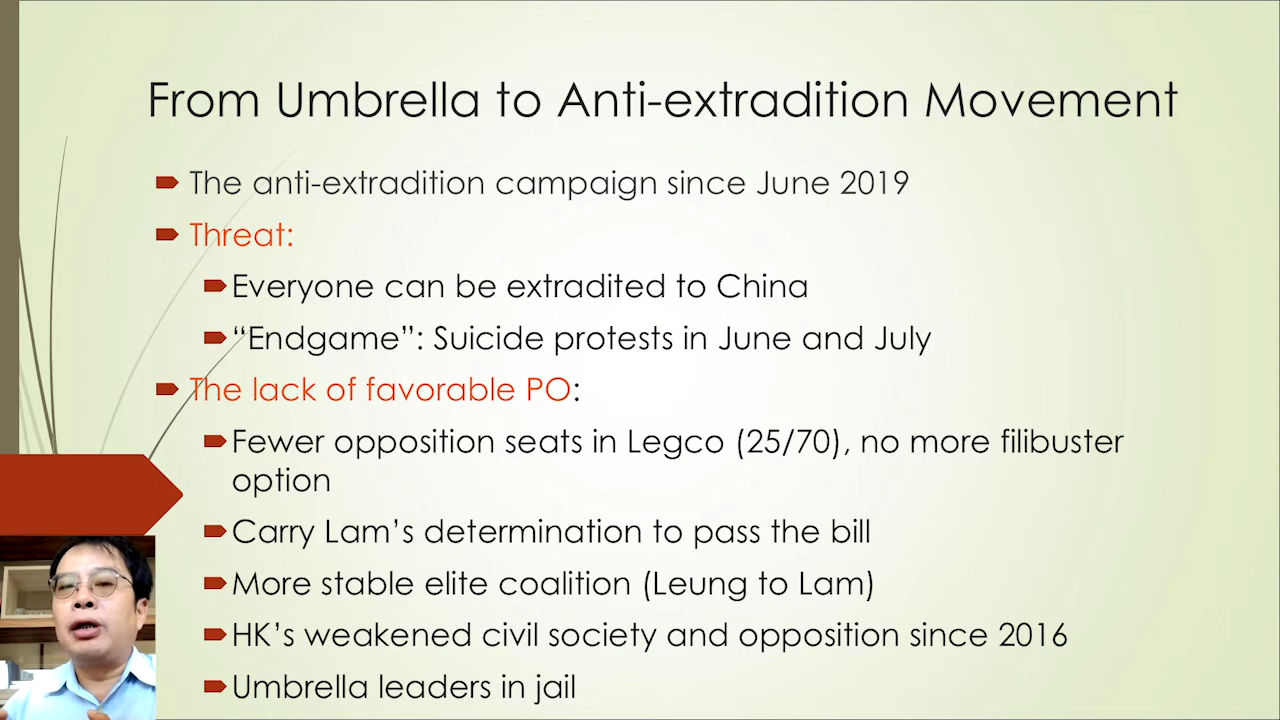 From Umbrella to Anti-extradition Movement
The anti-extradition campaign since June 2019
Threat:
Everyone can be extradited to China
“Endgame”: Suicide protests in June and July
The lack of favorable PO:
Fewer opposition seats in Legco (25/70), no more filibuster
option
Carry Lam’s determination to pass the bill
More stable elite coalition (Leung to Lam)
HK’s weakened civil society and opposition since 2016
Umbrella leaders in jail